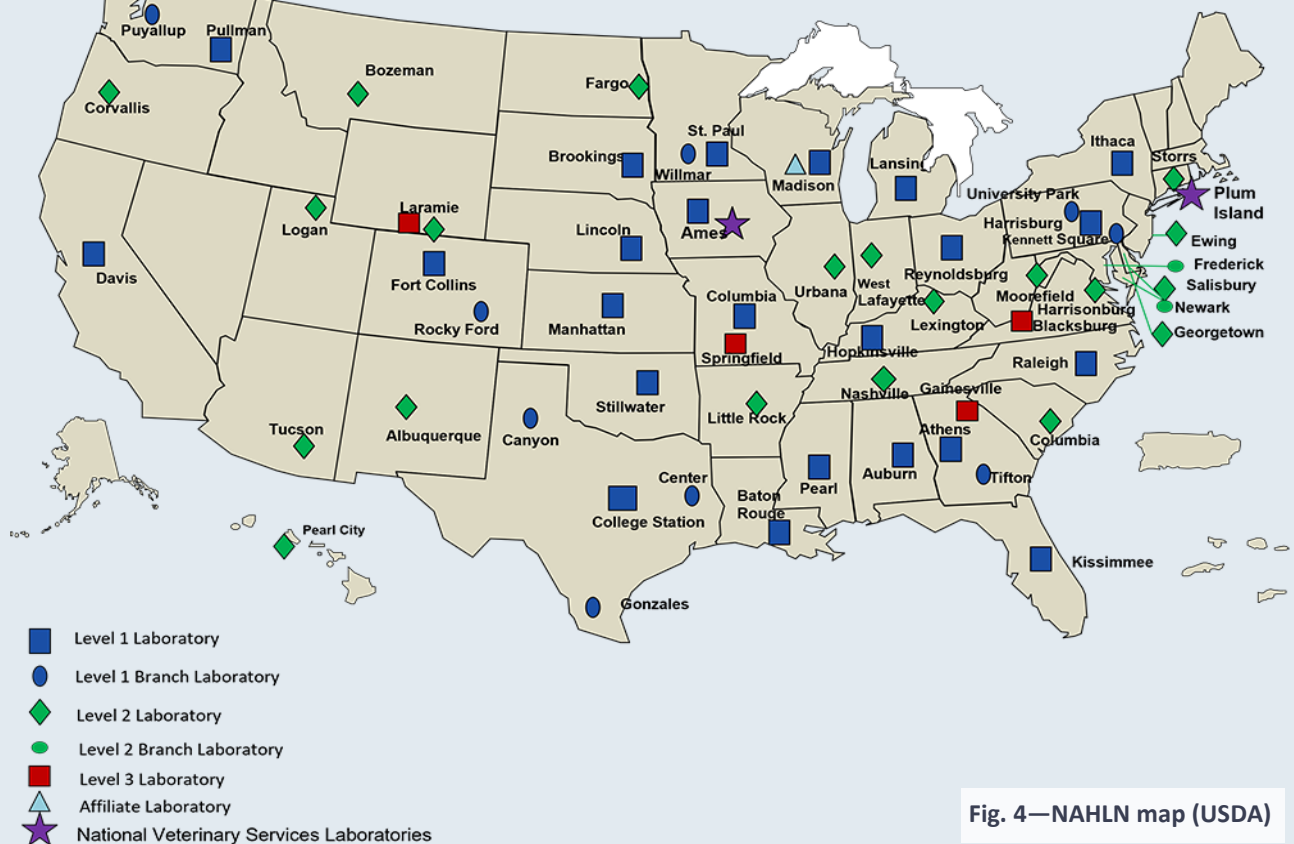 Puyallup
Pullman
Bozeman
Fargo
Corvallis
St. Paul
Ithaca
Brookings
Storrs
Lansing
Willmar
Madison
University Park
Plum
Island
Laramie
Logan
Lincoln
Ames
Harrisburg
Kennett Square
Ewing
Frederick
Davis
Fort Collins
Reynoldsburg
West
Lafayette
Urbana
Salisbury
Columbia
Moorefield
Harrisonburg
Newark
Rocky Ford
Manhattan
Lexington
Blacksburg
Georgetown
Springfield
Hopkinsville
Raleigh
Nashville
Gainesville
Stillwater
Little Rock
Tucson
Albuquerque
Canyon
Athens
Columbia
Center
Auburn
Tifton
Pearl
Baton
Rouge
College Station
Pearl City
Kissimmee
Gonzales
Level 1 Laboratory
Level 1 Branch Laboratory
Level 2 Laboratory
Level 2 Branch Laboratory
Level 3 Laboratory
Affiliate Laboratory
National Veterinary Services Laboratories
Fig. 4—NAHLN map (USDA)